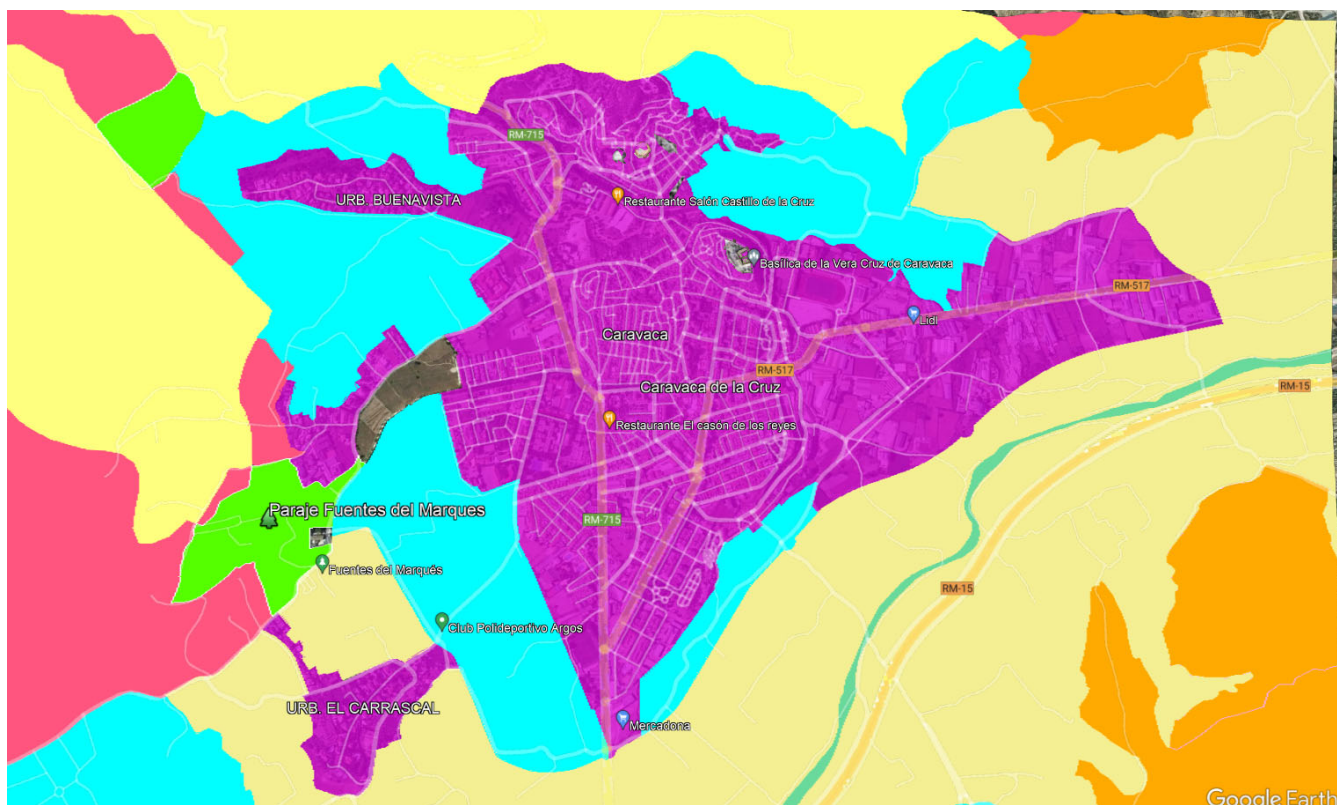 RM-715
URB. BUENAVISTA
Restaurante Salón Castillo de la Cruz
Basílica de la Vera Cruz de Caravaca
RM-517
Lidl
Caravaca
RM-517
Caravaca de la Cruz
RM-15
Restaurante El casón de los reyes
Paraje Fuentes del Marques
RM-715
Fuentes del Marqués
RM-15
Club Polideportivo Argos
URB. EL CARRASCAL
Mercadona
Google Earth